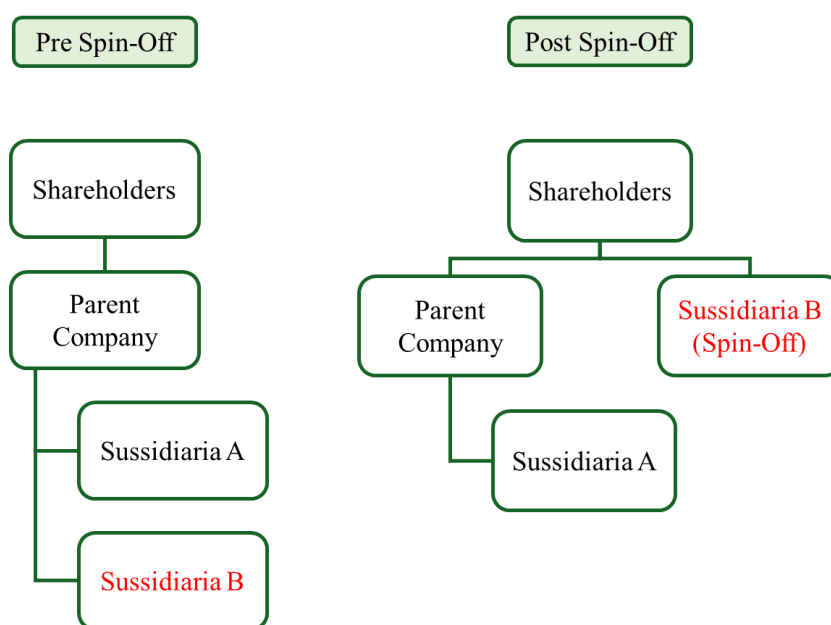 Pre Spin-Off
Shareholders
Parent
Company
Sussidiaria A
Sussidiaria B
Post Spin-Off
Shareholders
Parent
Company
Sussidiaria B
(Spin-Off)
Sussidiaria A